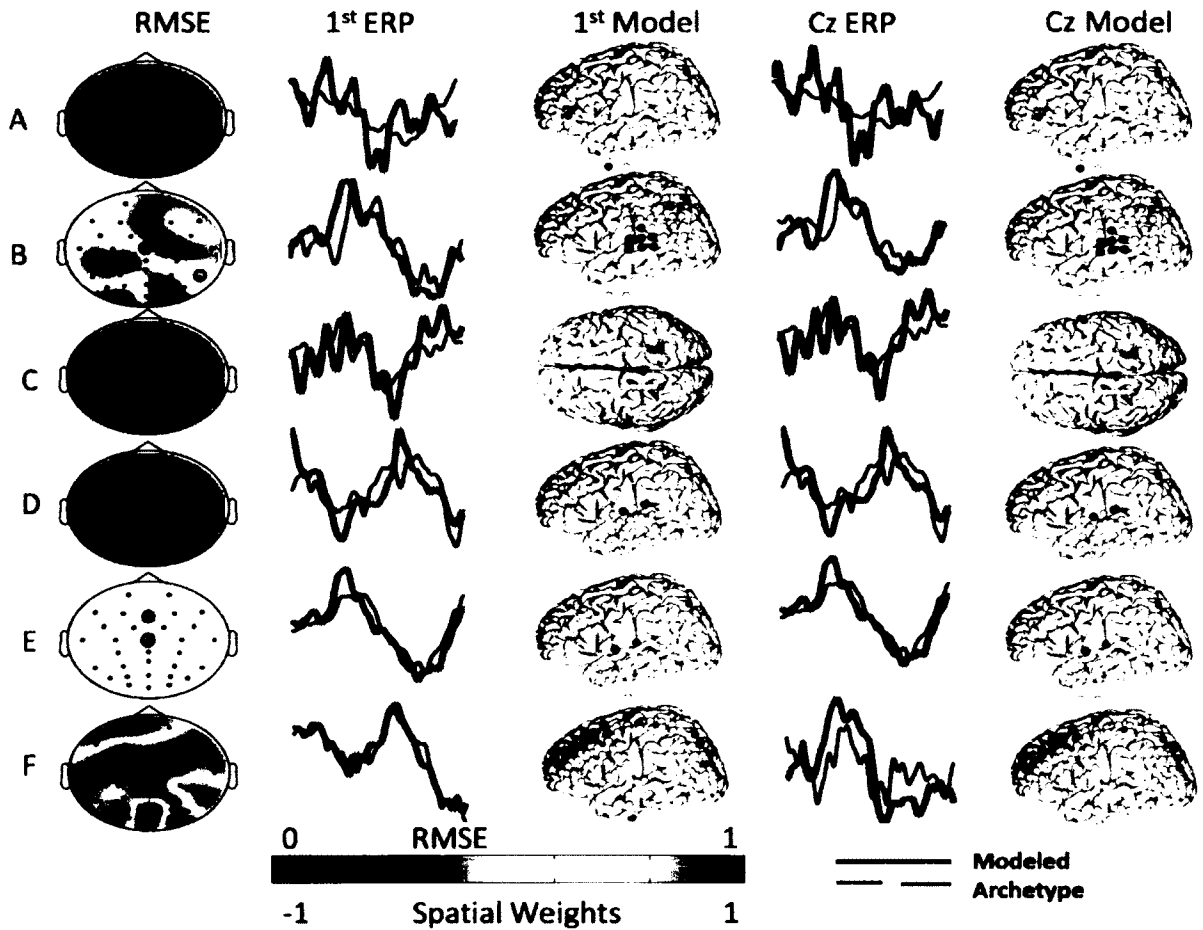 RMSE 1st ERP 1st Model Cz ERP Cz Model
A
B
C
D
E
F
0 RMSE 1
-1 Spatial Weights 1
Modeled
Archetype